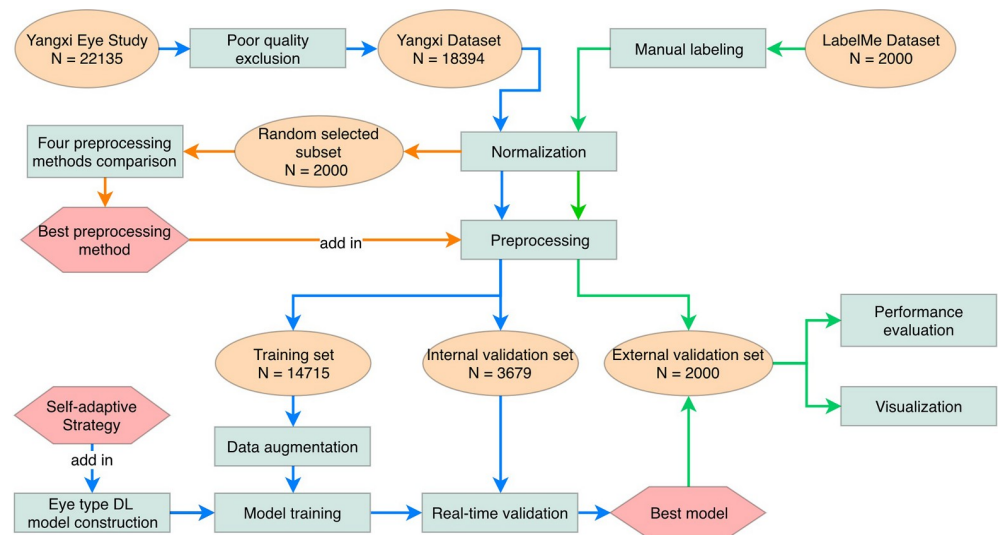 Yangxi Eye Study
N = 22135
Poor quality
exclusion
Yangxi Dataset
N = 18394
Manual labeling
LabelMe Dataset
N = 2000
Four preprocessing
methods comparison
Random selected
subset
N = 2000
Normalization
Best preprocessing
method
add in
Preprocessing
Training set
N = 14715
Internal validation set
N = 3679
External validation set
N = 2000
Performance
evaluation
Visualization
Self-adaptive
Strategy
add in
Data augmentation
Eye type DL
model construction
Model training
Real-time validation
Best model